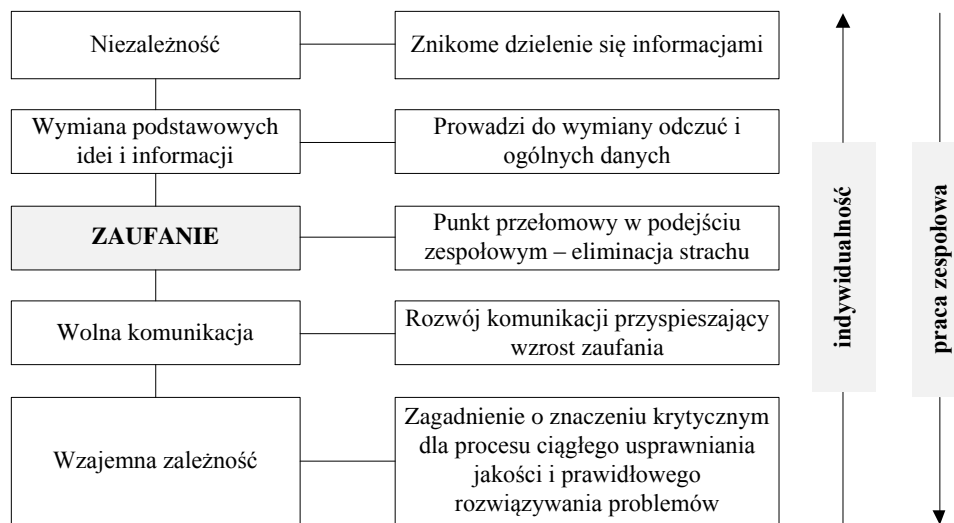 Niezależność
Znikome dzielenie się informacjami
Wymiana podstawowych
idei i informacji
Prowadzi do wymiany odczuć i
ogólnych danych
ZAUFANIE
Punkt przełomowy w podejściu
zespołowym – eliminacja strachu
Wolna komunikacja
Rozwój komunikacji przyspieszający
wzrost zaufania
Wzajemna zależność
Zagadnienie o znaczeniu krytycznym
dla procesu ciągłego usprawniania
jakości i prawidłowego
rozwiązywania problemów
indywidualność
praca zespołowa